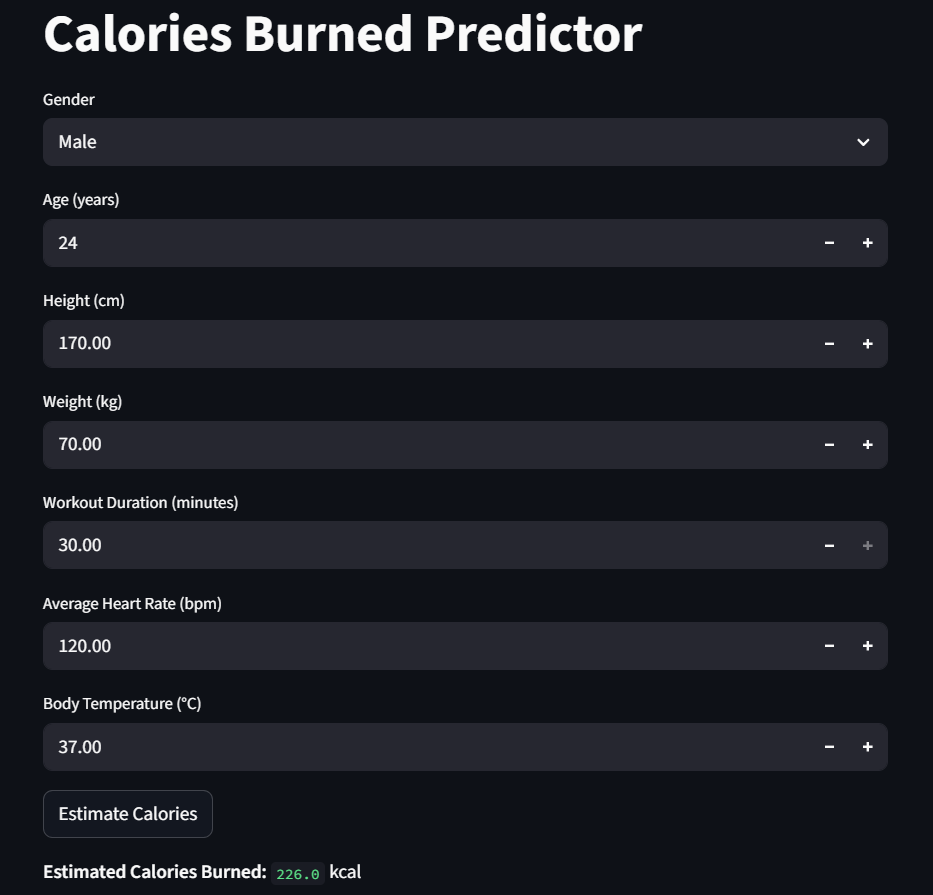 Calories Burned Predictor
Gender
Male
Age (years)
24
Height (cm)
170.00
Weight (kg)
70.00
Workout Duration (minutes)
30.00
Average Heart Rate (bpm)
120.00
Body Temperature (°C)
37.00
Estimate Calories
Estimated Calories Burned: 226.0 kcal